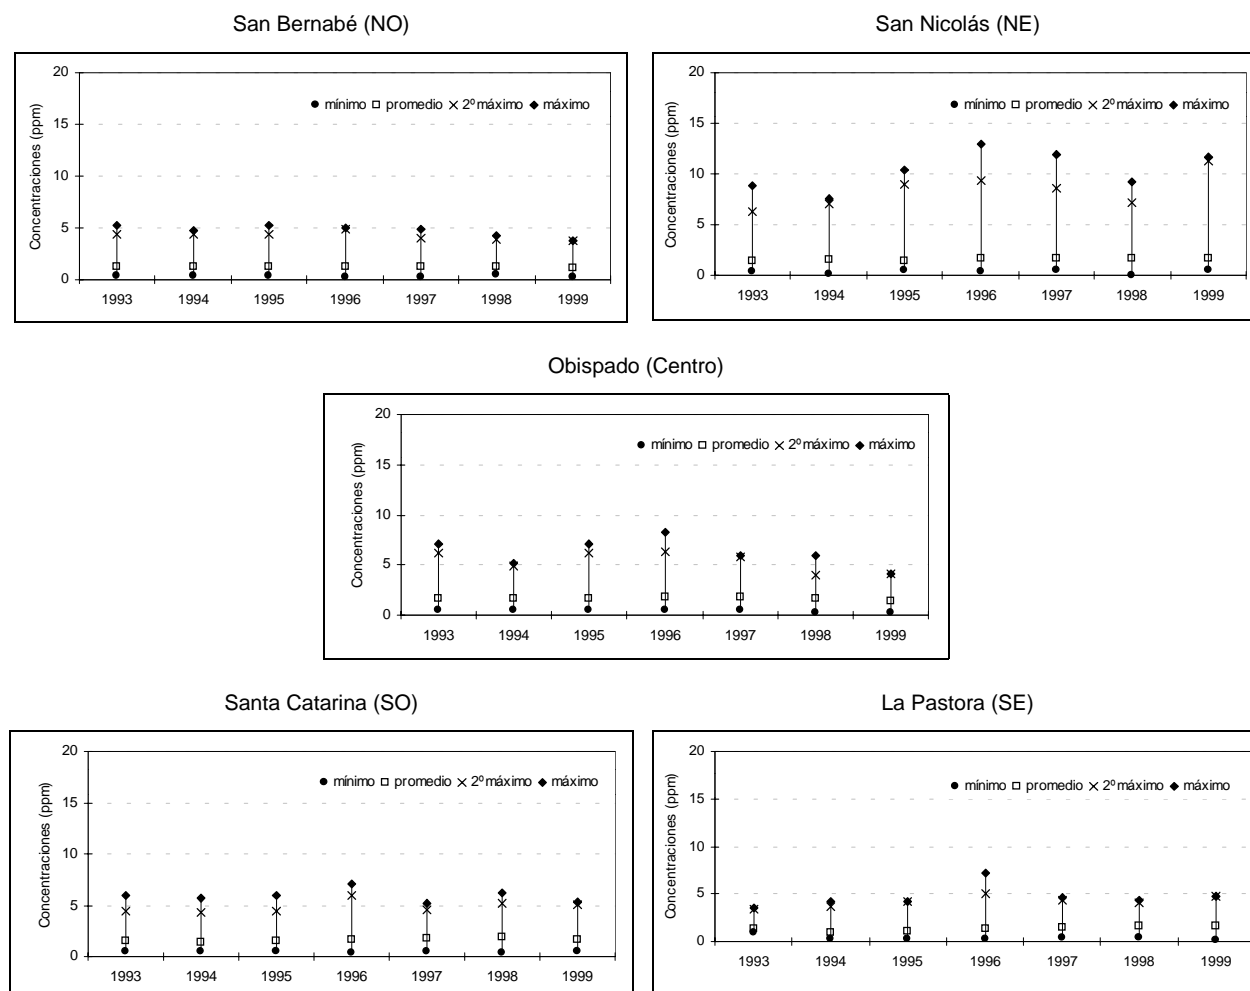 San Bernabé (NO)
20
15
10
5
0
Concentraciones (ppm)
mínimo promedio 2º máximo máximo
1993 1994 1995 1996 1997 1998 1999
San Nicolás (NE)
20
15
10
5
0
Concentraciones (ppm)
mínimo promedio 2º máximo máximo
1993 1994 1995 1996 1997 1998 1999
Obispado (Centro)
20
15
10
5
0
Concentraciones (ppm)
mínimo promedio 2º máximo máximo
1993 1994 1995 1996 1997 1998 1999
Santa Catarina (SO)
20
15
10
5
0
Concentraciones (ppm)
mínimo promedio 2º máximo máximo
1993 1994 1995 1996 1997 1998 1999
La Pastora (SE)
20
15
10
5
0
Concentraciones (ppm)
mínimo promedio 2º máximo máximo
1993 1994 1995 1996 1997 1998 1999